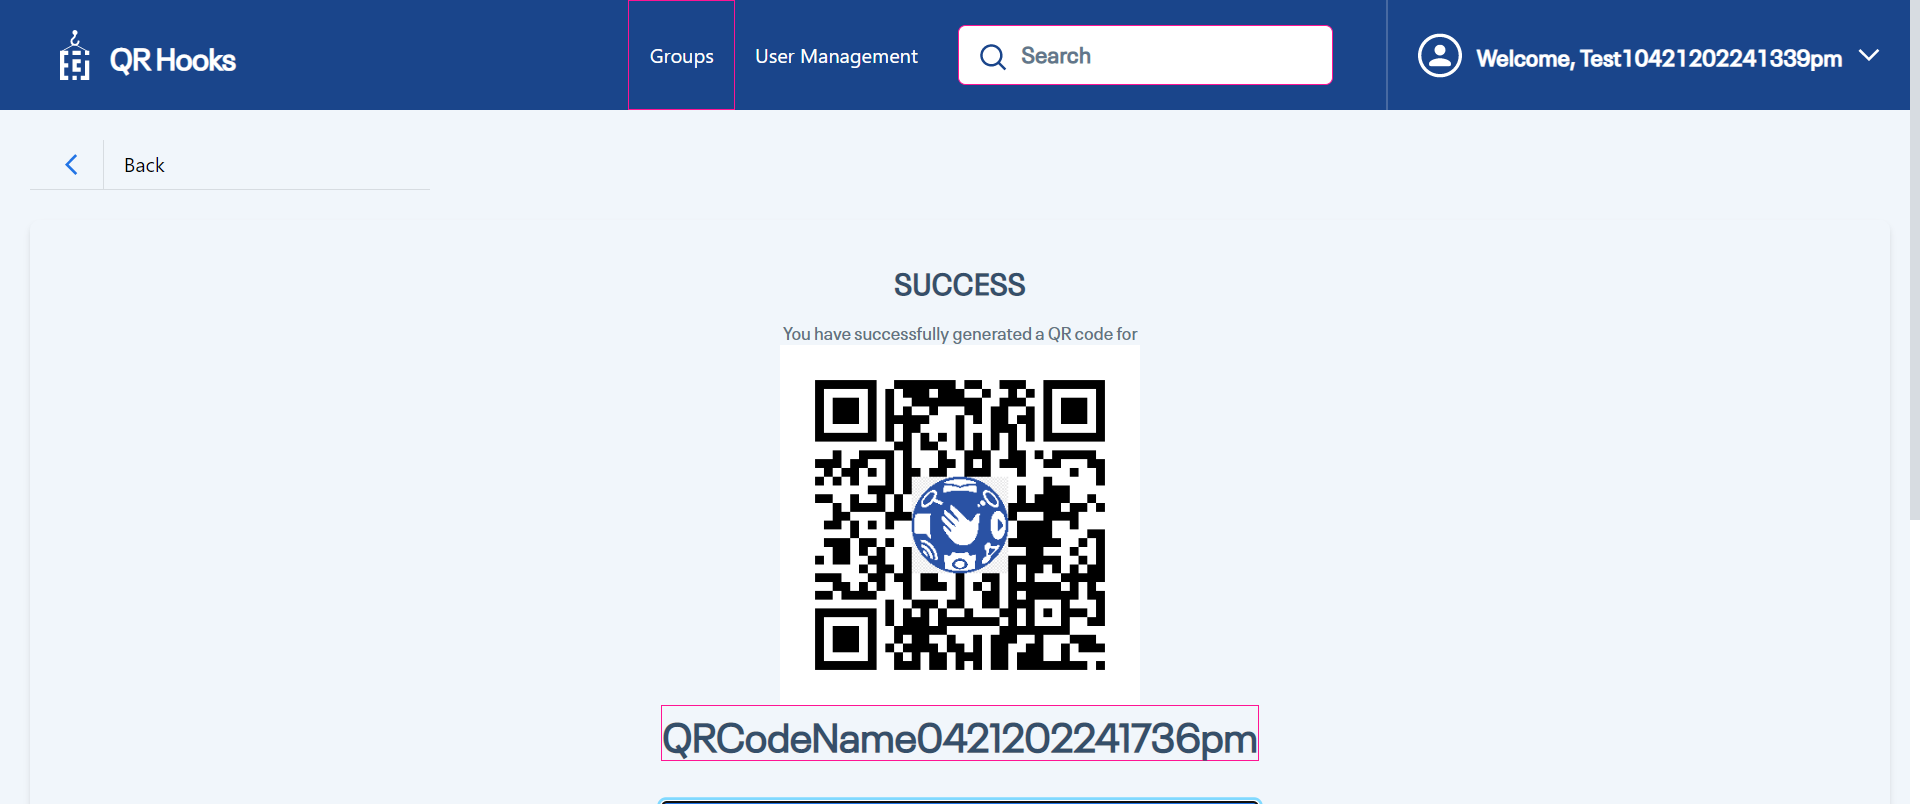 QR Hooks
Groups
User Management
Search
Welcome, Test10421202241339pm
Back
SUCCESS
You have successfully generated a QR code for
QRCodeName0421202241736pm